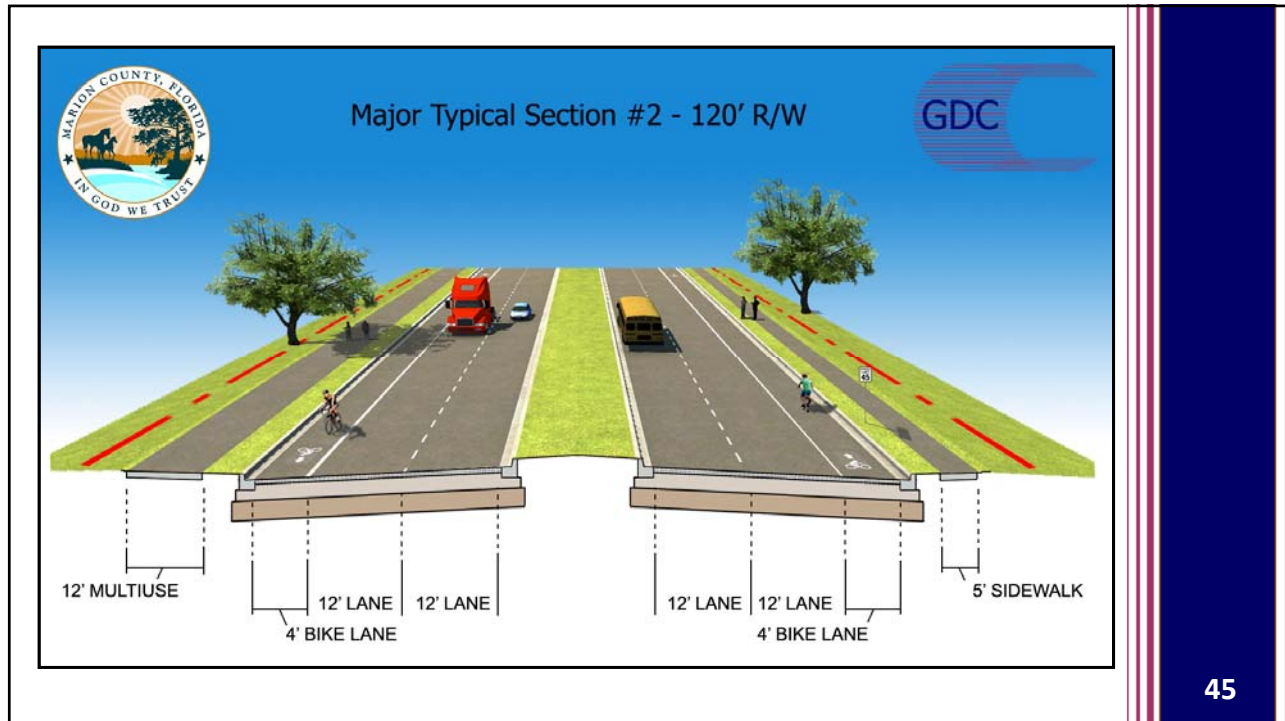 MARION COUNTY, FLORIDA
IN GOD WE TRUST
Major Typical Section #2 - 120' R/W
GDC
45
12' MULTIUSE
12' LANE
12' LANE
4' BIKE LANE
12' LANE
12' LANE
4' BIKE LANE
5' SIDEWALK
45